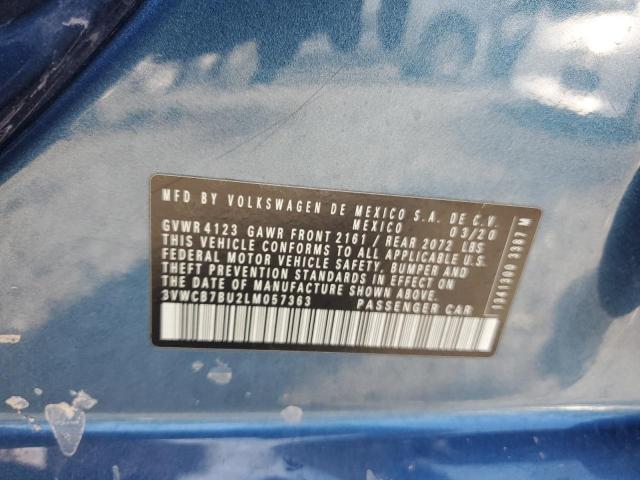 MFD BY VOLKSWAGEN DE MEXICO S.A. DE C.V.
MEXICO 03/20
GVWR 4123 GAWR FRONT 2161 / REAR 2072 LBS
THIS VEHICLE CONFORMS TO ALL APPLICABLE U.S.
FEDERAL MOTOR VEHICLE SAFETY, BUMPER AND
THEFT PREVENTION STANDARDS IN EFFECT ON
THE DATE OF MANUFACTURE SHOWN ABOVE
3VWCB7BU2LM057363 PASSENGER CAR